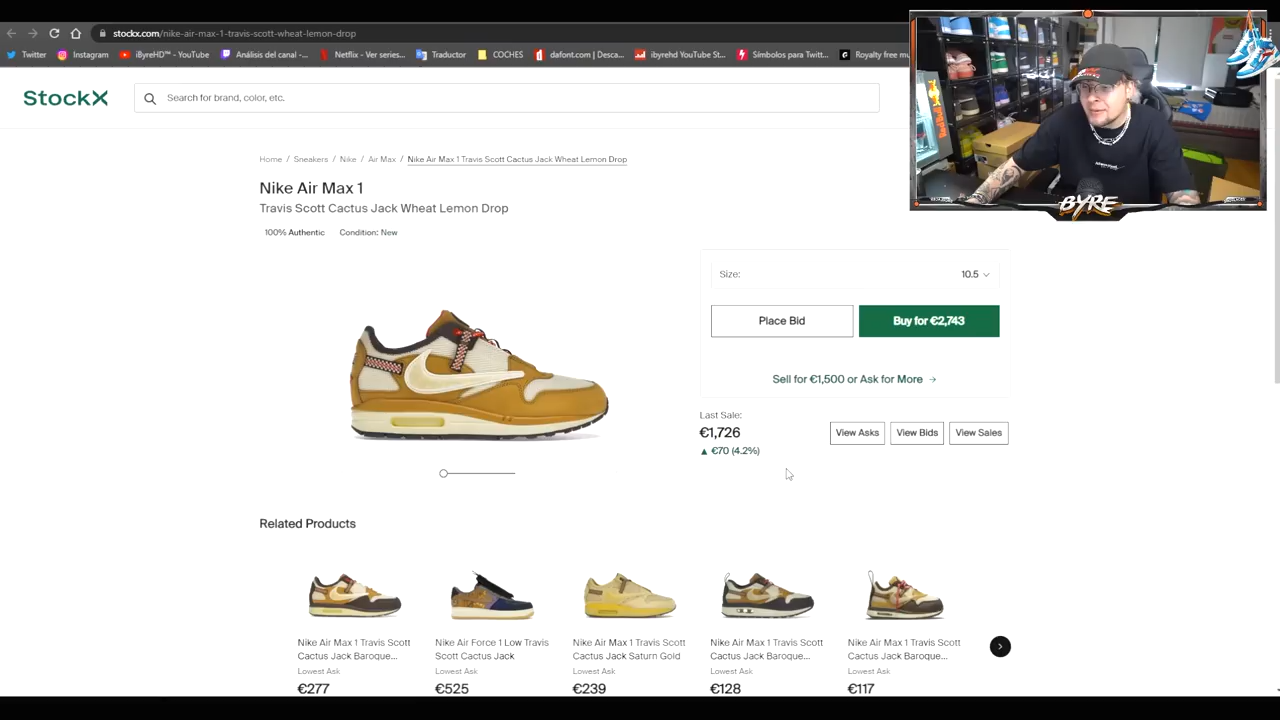 stockx.com/nike-air-max-1-travis-scott-wheat-lemon-drop
Twitter
Instagram
iByreHD™ - YouTube
Análisis del canal -...
Netflix - Ver series...
Traductor
COCHES
dafont.com | Desca...
ibyrehd YouTube St...
Símbolos para Twitt...
Royalty free mu
StockX
Search for brand, color, etc.
Home / Sneakers / Nike / Air Max / Nike Air Max 1 Travis Scott Cactus Jack Wheat Lemon Drop
Nike Air Max 1
Travis Scott Cactus Jack Wheat Lemon Drop
100% Authentic Condition: New
Size: 10.5
Place Bid
Buy for €2,743
Sell for €1,500 or Ask for More →
Last Sale:
€1,726
▲ €70 (4.2%)
View Asks
View Bids
View Sales
Related Products
Nike Air Max 1 Travis Scott
Cactus Jack Baroque...
Lowest Ask
€277
Nike Air Force 1 Low Travis
Scott Cactus Jack
Lowest Ask
€525
Nike Air Max 1 Travis Scott
Cactus Jack Saturn Gold
Lowest Ask
€239
Nike Air Max 1 Travis Scott
Cactus Jack Baroque...
Lowest Ask
€128
Nike Air Max 1 Travis Scott
Cactus Jack Baroque...
Lowest Ask
€117
Red Bull
BYRE